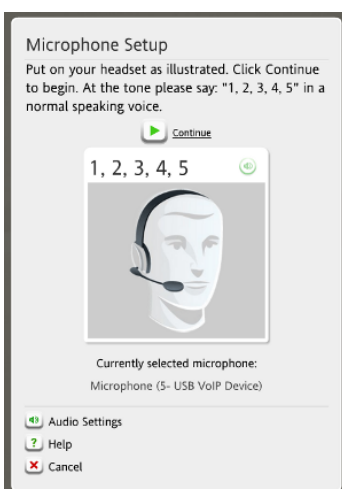 Microphone Setup
Put on your headset as illustrated. Click Continue
to begin. At the tone please say: "1, 2, 3, 4, 5" in a
normal speaking voice.
Continue
1, 2, 3, 4, 5
Currently selected microphone:
Microphone (5- USB VoIP Device)
Audio Settings
? Help
Cancel